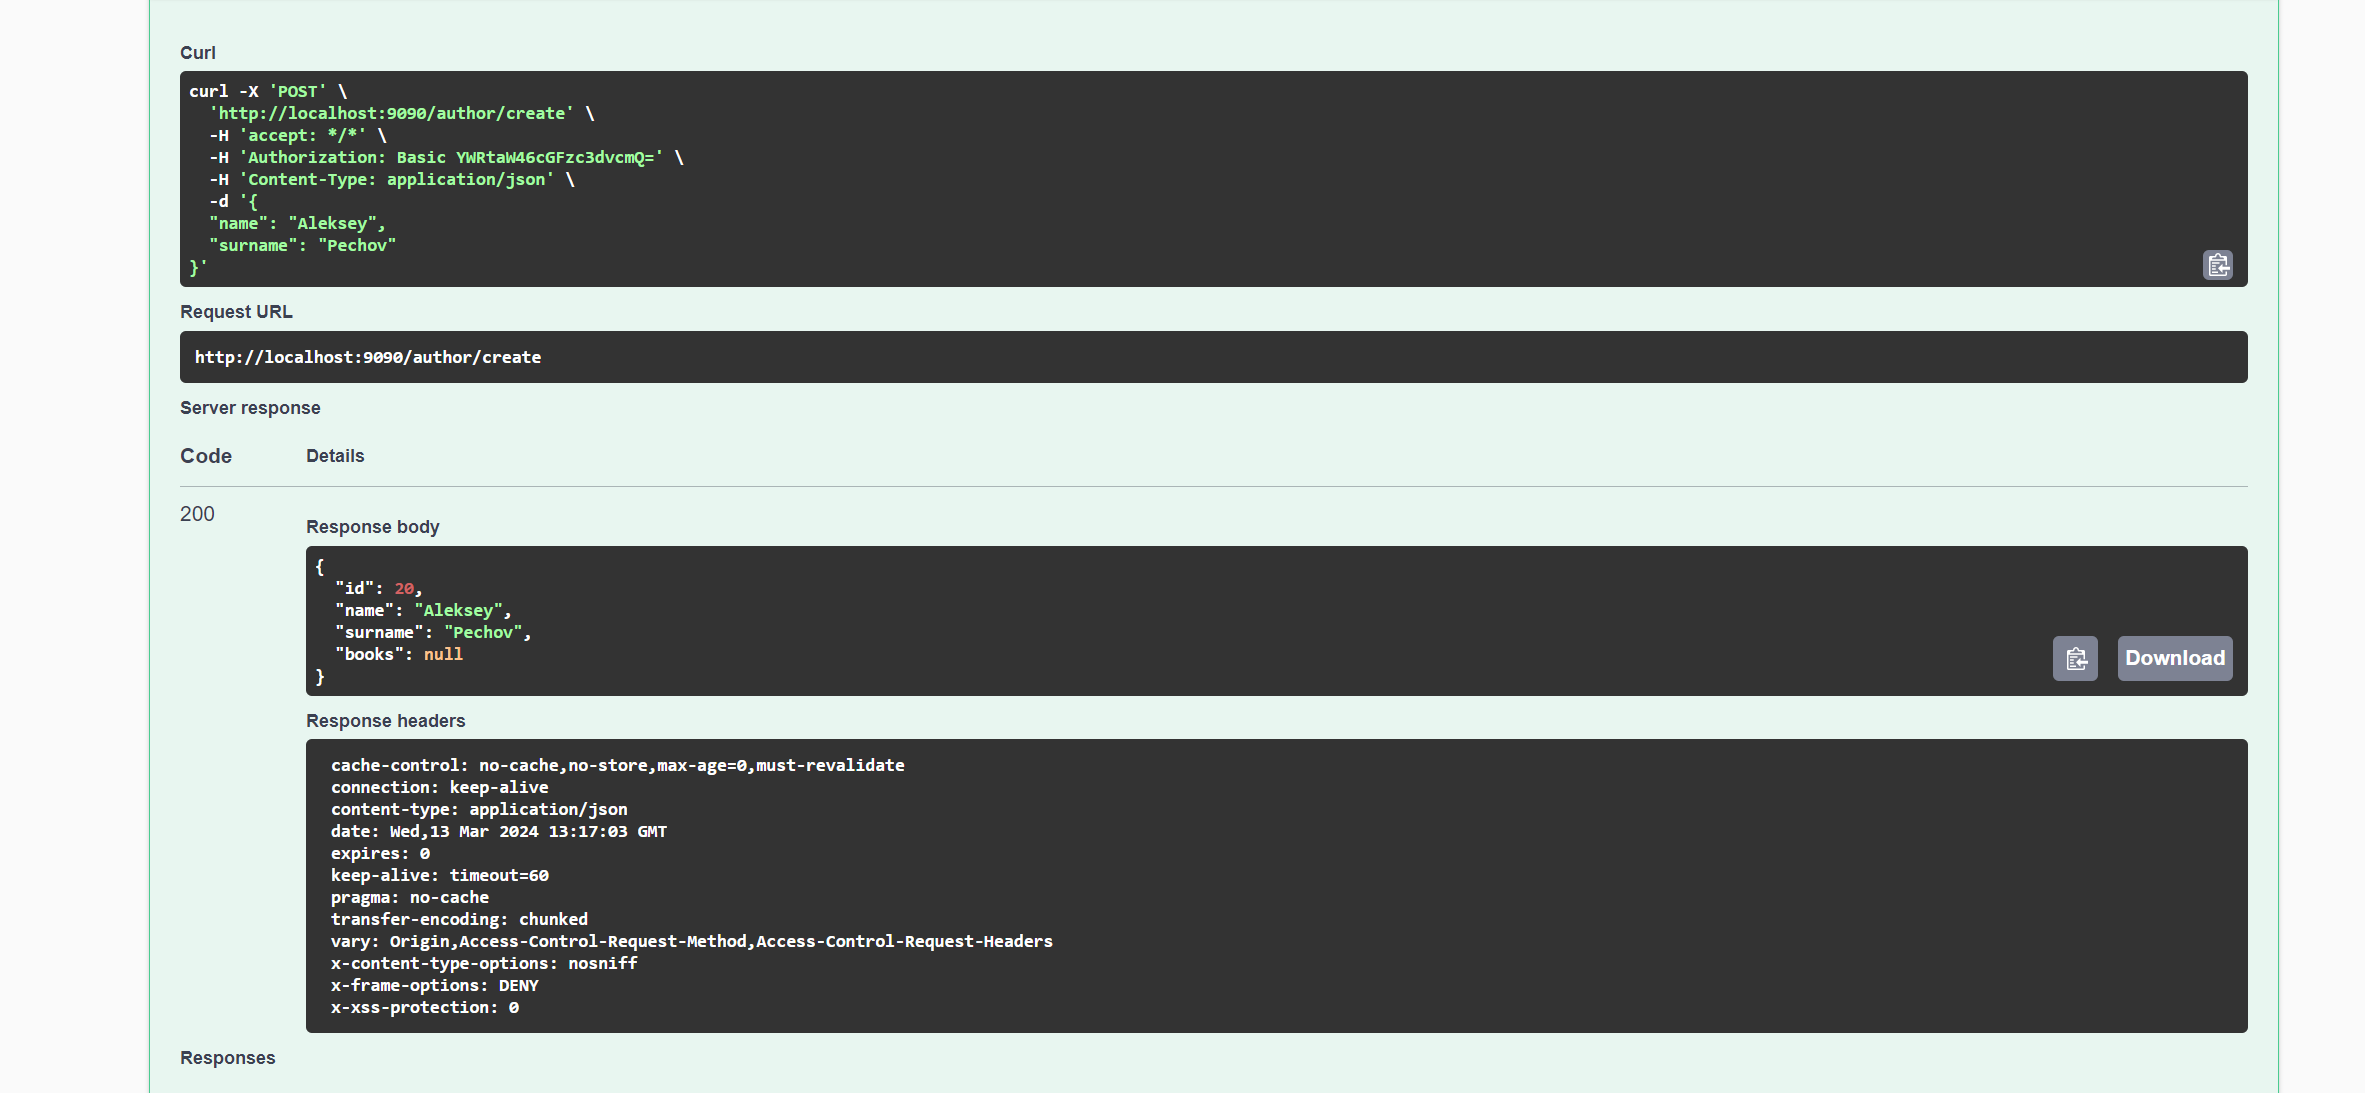 Curl
curl -X 'POST' \
  'http://localhost:9090/author/create' \
  -H 'accept: */*' \
  -H 'Authorization: Basic YWRtaW46cGFzc3dvcmQ=' \
  -H 'Content-Type: application/json' \
  -d '{
  "name": "Aleksey",
  "surname": "Pechov"
}'
Request URL
http://localhost:9090/author/create
Server response
Code Details
200
Response body
{
  "id": 20,
  "name": "Aleksey",
  "surname": "Pechov",
  "books": null
}
Download
Response headers
cache-control: no-cache,no-store,max-age=0,must-revalidate
connection: keep-alive
content-type: application/json
date: Wed,13 Mar 2024 13:17:03 GMT
expires: 0
keep-alive: timeout=60
pragma: no-cache
transfer-encoding: chunked
vary: Origin,Access-Control-Request-Method,Access-Control-Request-Headers
x-content-type-options: nosniff
x-frame-options: DENY
x-xss-protection: 0
Responses